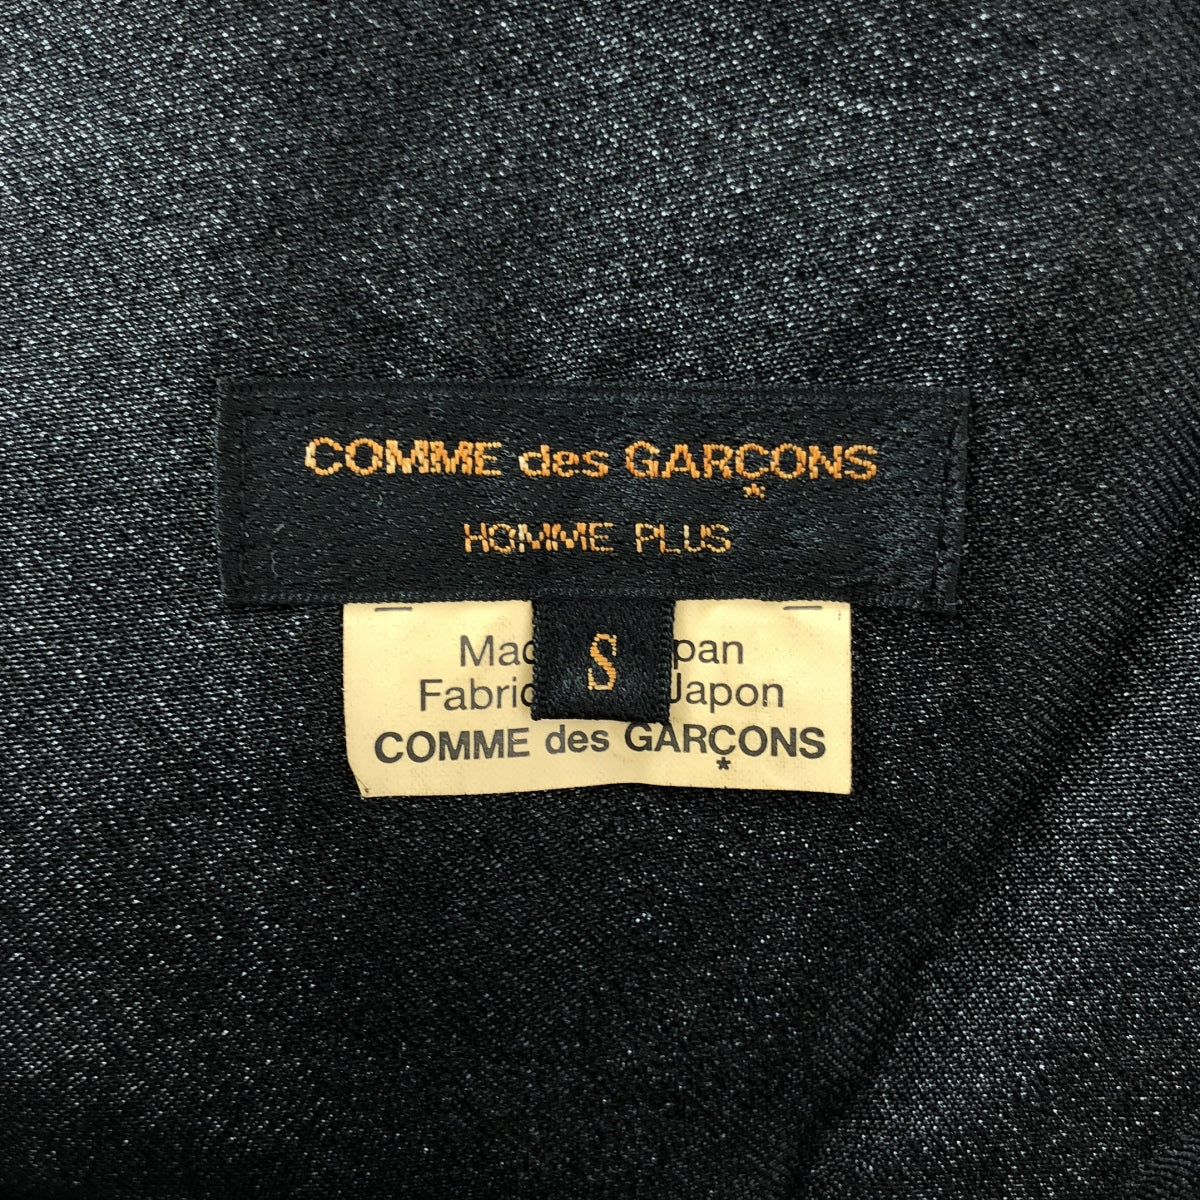 COMME des GARÇONS
HOMME PLUS
S
Mac pan
Fabric Japon
COMME des GARÇONS